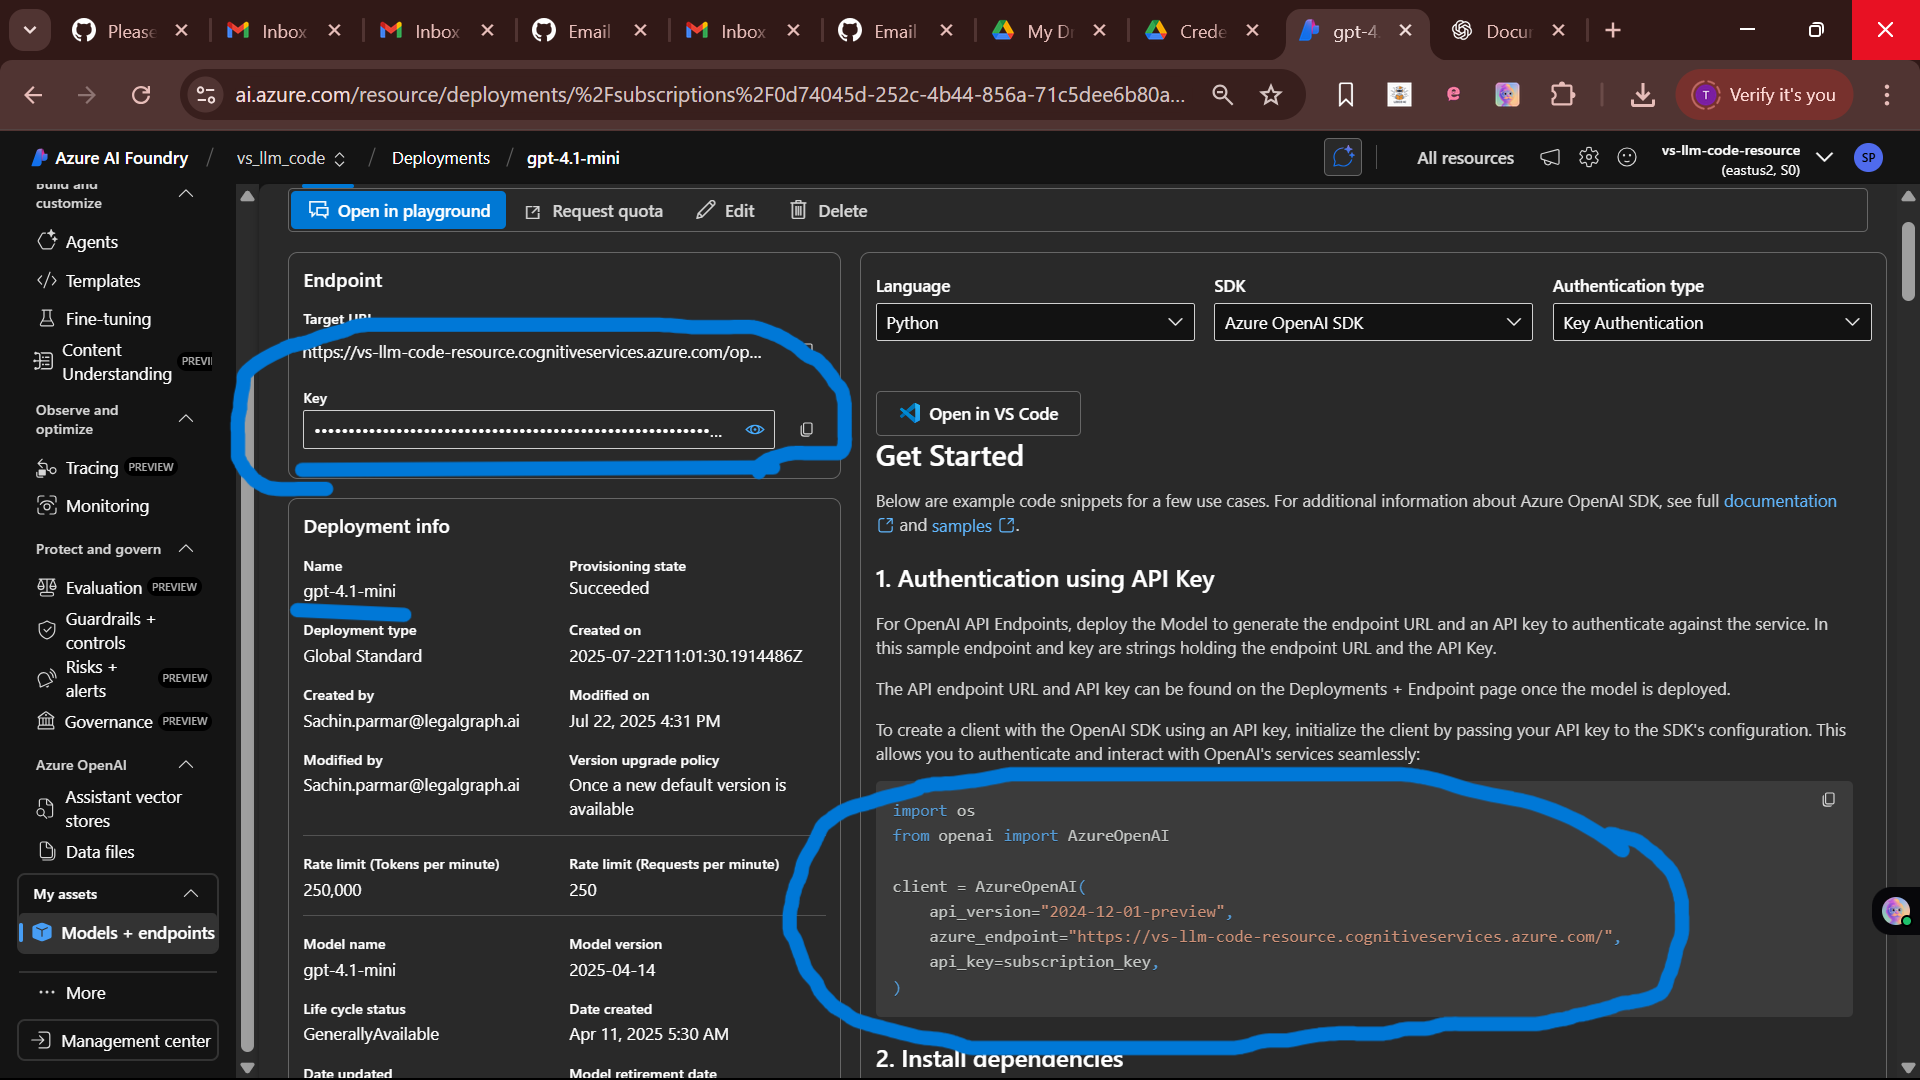 Please
Inbox
Inbox
Email
Inbox
Email
My Dr
Crede
gpt-4.
Docur
ai.azure.com/resource/deployments/%2Fsubscriptions%2F0d74045d-252c-4b44-856a-71c5dee6b80a...
T
Verify it's you
Azure AI Foundry / vs_llm_code / Deployments / gpt-4.1-mini
All resources
vs-llm-code-resource
(eastus2, S0)
SP
Build and
customize
Agents
Templates
Fine-tuning
Content
Understanding
PREVI
Observe and
optimize
Tracing PREVIEW
Monitoring
Protect and govern
Evaluation PREVIEW
Guardrails +
controls
Risks +
alerts
PREVIEW
Governance PREVIEW
Azure OpenAI
Assistant vector
stores
Data files
My assets
Models + endpoints
More
Management center
Open in playground
Request quota
Edit
Delete
Endpoint
Target URI
https://vs-llm-code-resource.cognitiveservices.azure.com/op...
Key
Deployment info
Name
gpt-4.1-mini
Provisioning state
Succeeded
Deployment type
Global Standard
Created on
2025-07-22T11:01:30.1914486Z
Created by
Sachin.parmar@legalgraph.ai
Modified on
Jul 22, 2025 4:31 PM
Modified by
Sachin.parmar@legalgraph.ai
Version upgrade policy
Once a new default version is
available
Rate limit (Tokens per minute)
250,000
Rate limit (Requests per minute)
250
Model name
gpt-4.1-mini
Model version
2025-04-14
Life cycle status
GenerallyAvailable
Date created
Apr 11, 2025 5:30 AM
Date updated
Model retirement date
Language
Python
SDK
Azure OpenAI SDK
Authentication type
Key Authentication
Open in VS Code
Get Started
Below are example code snippets for a few use cases. For additional information about Azure OpenAI SDK, see full documentation
and samples .
1. Authentication using API Key
For OpenAI API Endpoints, deploy the Model to generate the endpoint URL and an API key to authenticate against the service. In
this sample endpoint and key are strings holding the endpoint URL and the API Key.
The API endpoint URL and API key can be found on the Deployments + Endpoint page once the model is deployed.
To create a client with the OpenAI SDK using an API key, initialize the client by passing your API key to the SDK's configuration. This
allows you to authenticate and interact with OpenAI's services seamlessly:
import os
from openai import AzureOpenAI
client = AzureOpenAI(
api_version="2024-12-01-preview",
azure_endpoint="https://vs-llm-code-resource.cognitiveservices.azure.com/",
api_key=subscription_key,
)
2. Install dependencies